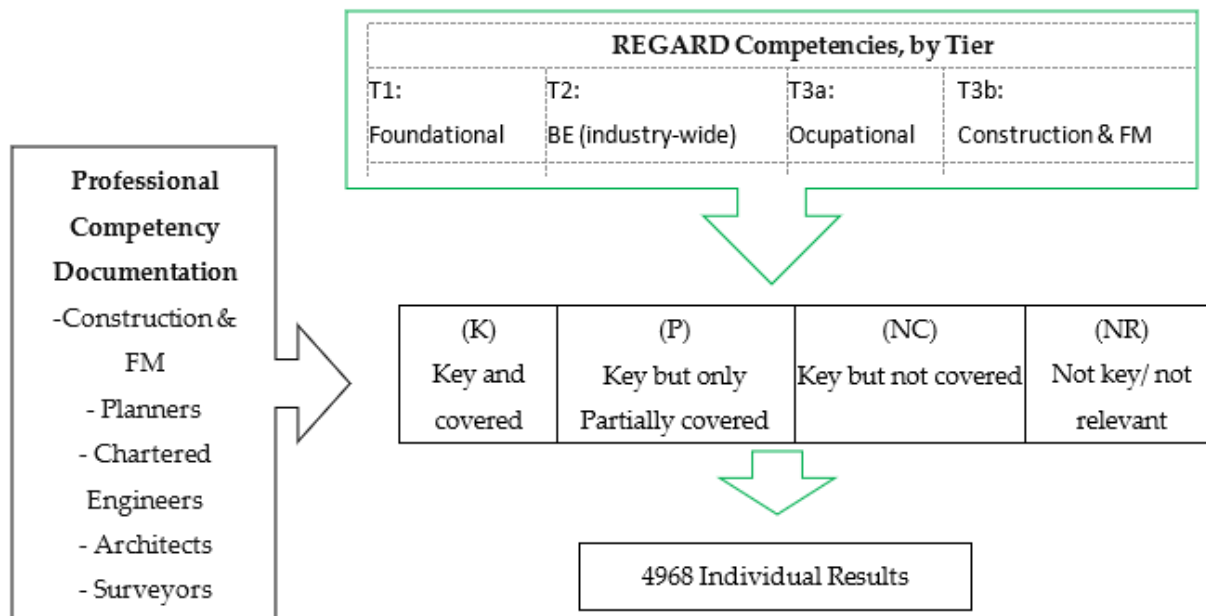 REGARD Competencies, by Tier
T1:
Foundational
T2:
BE (industry-wide)
T3a:
Ocupational
T3b:
Construction & FM
Professional
Competency
Documentation
-Construction &
FM
- Planners
- Chartered
Engineers
- Architects
- Surveyors
(K)
Key and
covered
(P)
Key but only
Partially covered
(NC)
Key but not covered
(NR)
Not key/ not
relevant
4968 Individual Results